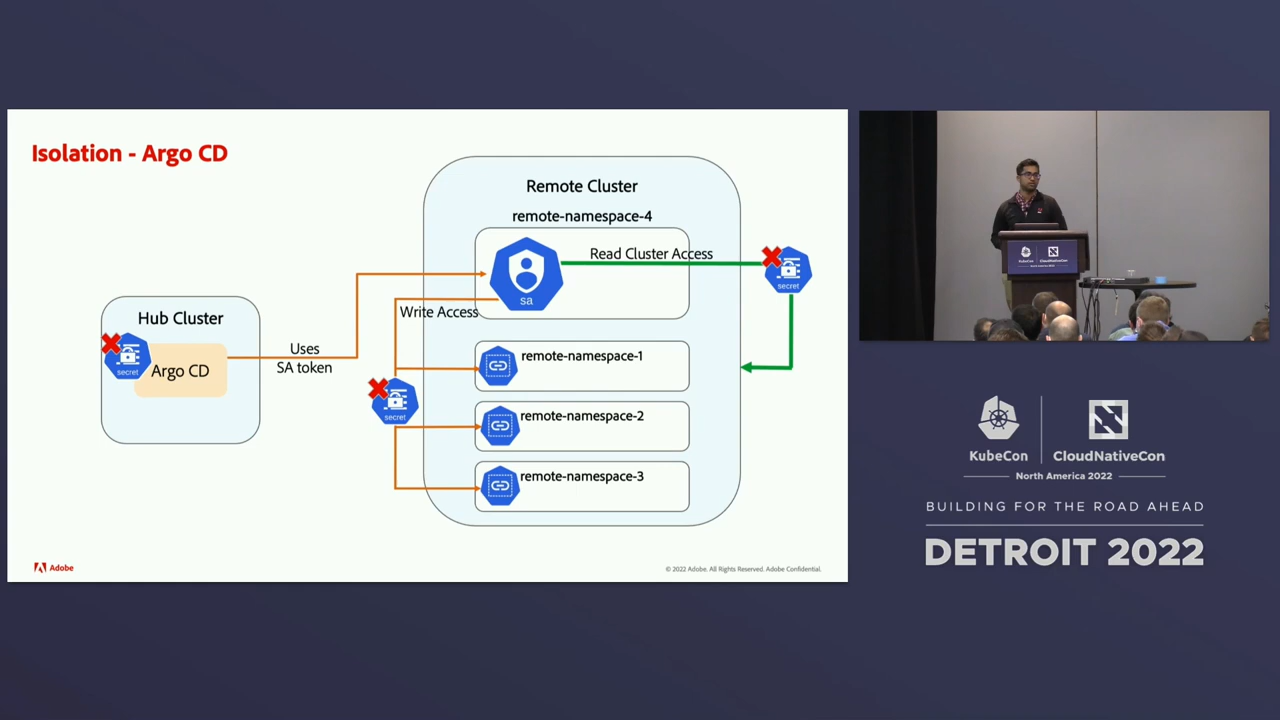 Isolation - Argo CD
Remote Cluster
remote-namespace-4
Read Cluster Access
sa
secret
Write Access
Hub Cluster
secret
Argo CD
Uses
SA token
remote-namespace-1
secret
remote-namespace-2
remote-namespace-3
Adobe
© 2022 Adobe. All Rights Reserved. Adobe Confidential.
KubeCon
CloudNativeCon
KubeCon
CloudNativeCon
North America 2022
BUILDING FOR THE ROAD AHEAD
DETROIT 2022